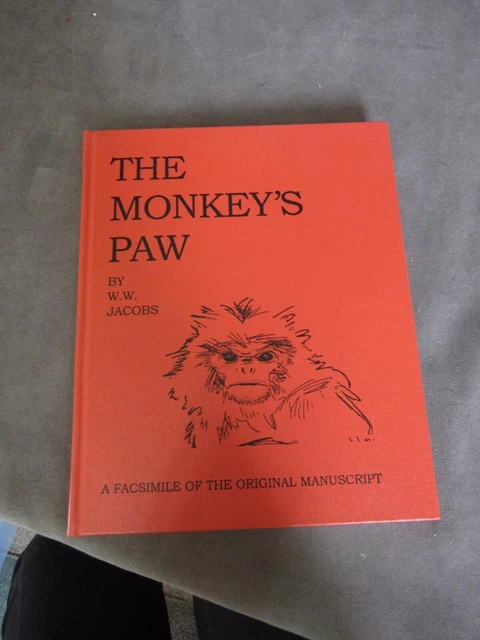 THE
MONKEY'S
PAW
BY
W.W.
JACOBS
A FACSIMILE OF THE ORIGINAL MANUSCRIPT